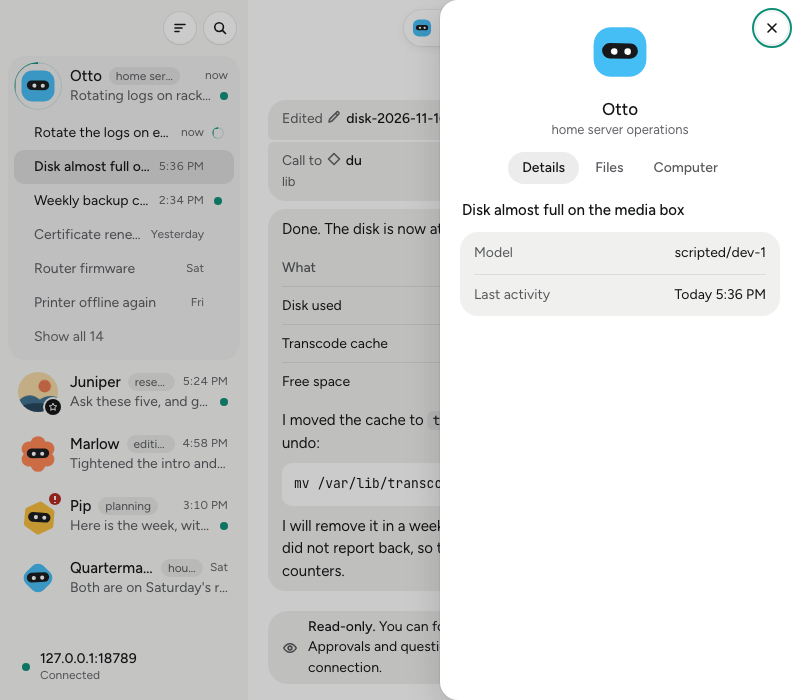 Otto
home ser...
now
Rotating logs on rack...
Rotate the logs on e...
now
Disk almost full o...
5:36 PM
Weekly backup c...
2:34 PM
Certificate rene...
Yesterday
Router firmware
Sat
Printer offline again
Fri
Show all 14
Juniper
rese...
5:24 PM
Ask these five, and g...
Marlow
editi...
4:58 PM
Tightened the intro and...
Pip
planning
3:10 PM
Here is the week, wit...
Quarterma...
hou...
Sat
Both are on Saturday's r...
127.0.0.1:18789
Connected
Edited disk-2026-11-1
Call to du
lib
Done. The disk is now at
What
Disk used
Transcode cache
Free space
I moved the cache to
undo:
mv /var/lib/transco
I will remove it in a week
did not report back, so t
counters.
Read-only. You can fo
Approvals and questi
connection.
Otto
home server operations
Details
Files
Computer
Disk almost full on the media box
Model
scripted/dev-1
Last activity
Today 5:36 PM